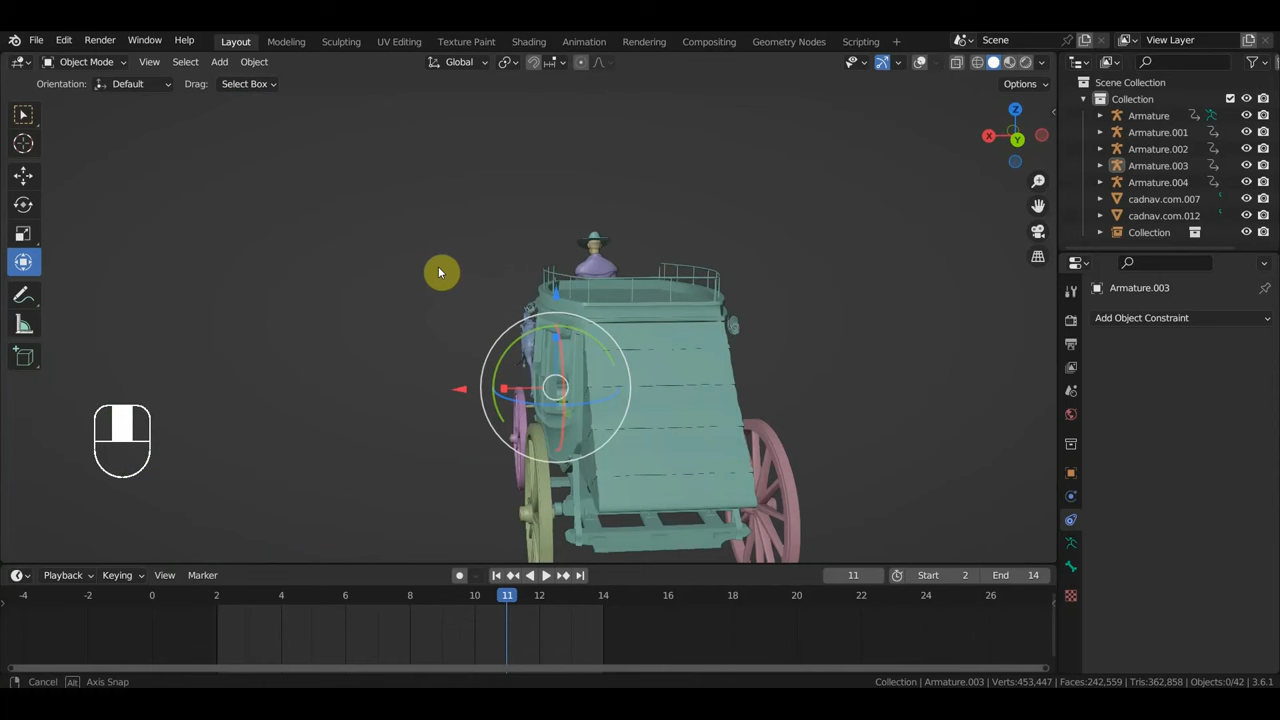 File Edit Render Window Help Layout Modeling Sculpting UV Editing Texture Paint Shading Animation Rendering Compositing Geometry Nodes Scripting + Scene View Layer
Object Mode View Select Add Object Global
Orientation: Default Drag: Select Box Options
Z
X
Y
Scene Collection
Collection
Armature
Armature.001
Armature.002
Armature.003
Armature.004
cadnav.com.007
cadnav.com.012
Collection
Armature.003
Add Object Constraint
Playback Keying View Marker 11 Start 2 End 14
-4 -2 0 2 4 6 8 10 11 12 14 16 18 20 22 24 26
Cancel Alt Axis Snap Collection | Armature.003 | Verts:453,447 | Faces:242,559 | Tris:362,858 | Objects:0/42 | 3.6.1